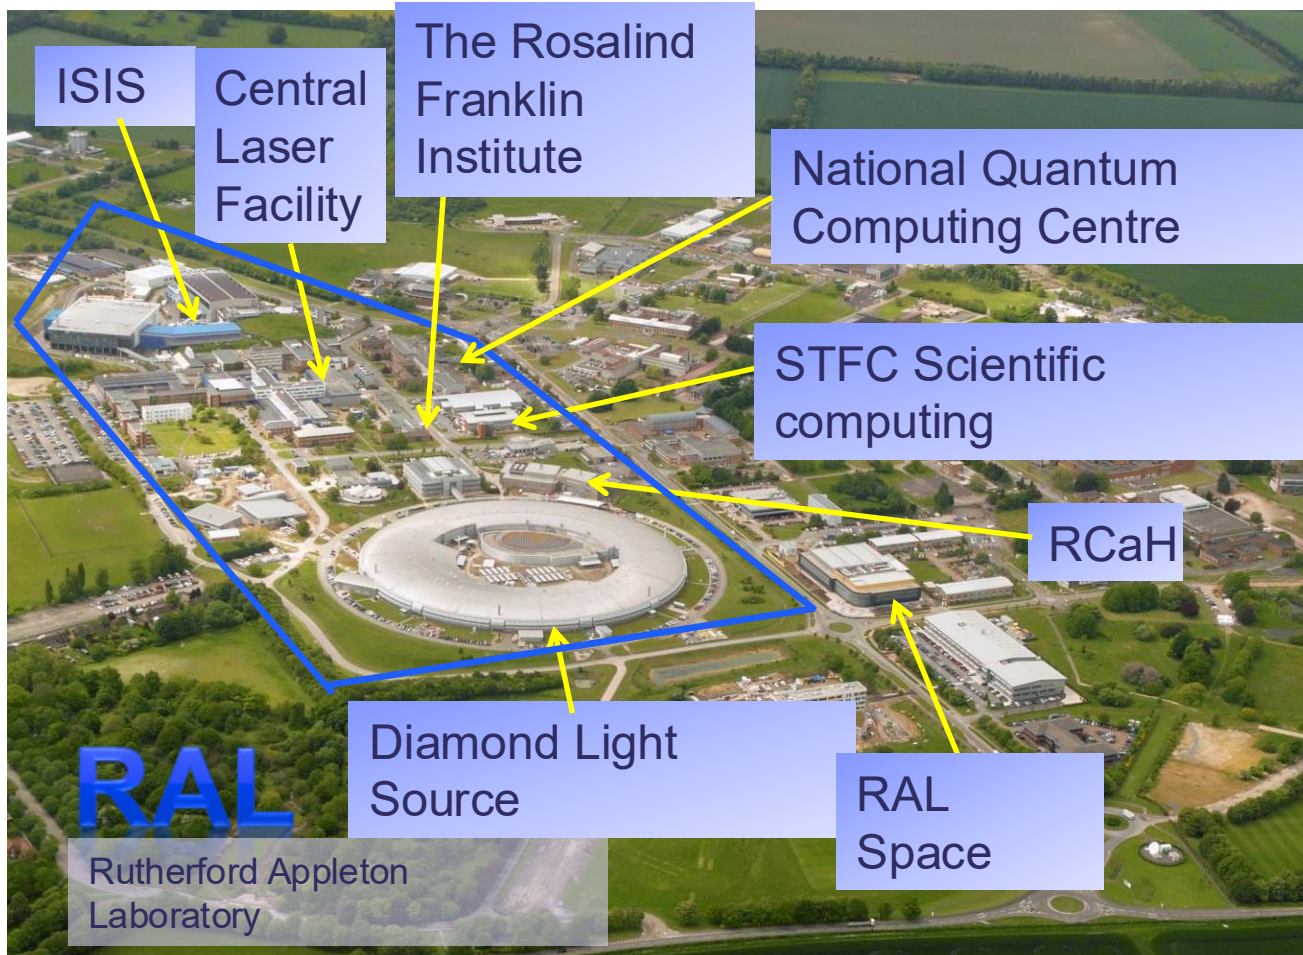 ISIS
Central
Laser
Facility
The Rosalind
Franklin
Institute
National Quantum
Computing Centre
STFC Scientific
computing
RCaH
Diamond Light
Source
RAL
Space
RAL
Rutherford Appleton
Laboratory